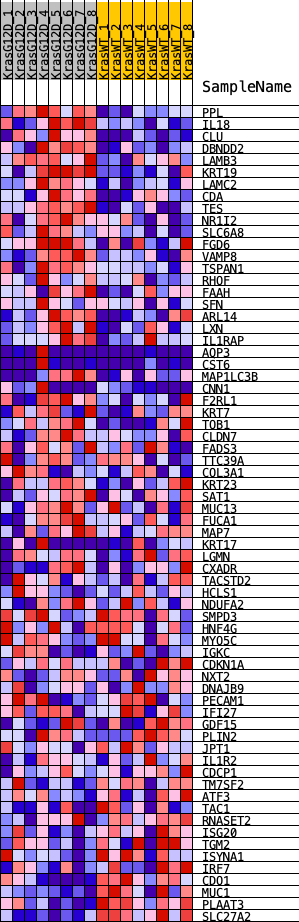 KrasG12D_1
KrasG12D_2
KrasG12D_3
KrasG12D_4
KrasG12D_5
KrasG12D_6
KrasG12D_7
KrasG12D_8
KrasWT_1
KrasWT_2
KrasWT_3
KrasWT_4
KrasWT_5
KrasWT_6
KrasWT_7
KrasWT_8
SampleName
PPL
IL18
CLU
DBNDD2
LAMB3
KRT19
LAMC2
CDA
TES
NR1I2
SLC6A8
FGD6
VAMP8
TSPAN1
RHOF
FAAH
SFN
ARL14
LXN
IL1RAP
AQP3
CST6
MAP1LC3B
CNN1
F2RL1
KRT7
TOB1
CLDN7
FADS3
TTC39A
COL3A1
KRT23
SAT1
MUC13
FUCA1
MAP7
KRT17
LGMN
CXADR
TACSTD2
HCLS1
NDUFA2
SMPD3
HNF4G
MYO5C
IGKC
CDKN1A
NXT2
DNAJB9
PECAM1
IFI27
GDF15
PLIN2
JPT1
IL1R2
CDCP1
TM7SF2
ATF3
TAC1
RNASET2
ISG20
TGM2
ISYNA1
IRF7
CDO1
MUC1
PLAAT3
SLC27A2